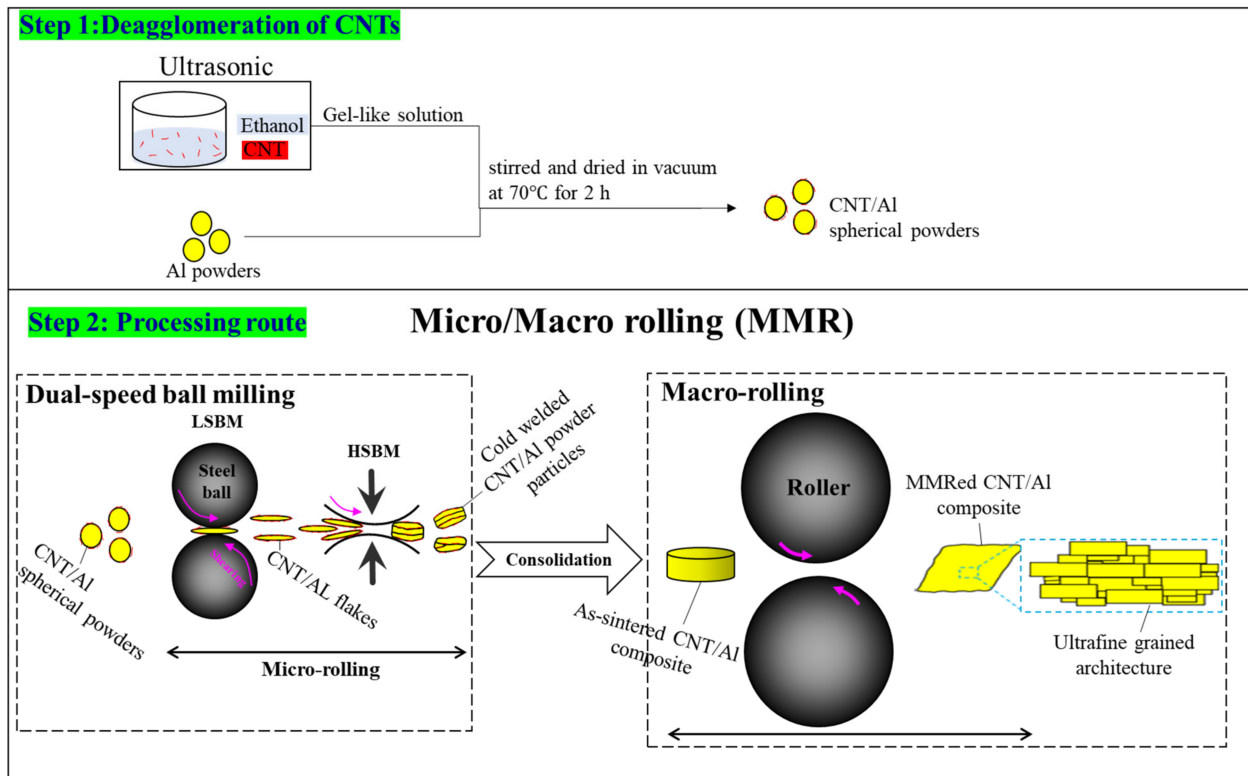 Step 1:Deagglomeration of CNTs
Ultrasonic
Ethanol
CNT
Gel-like solution
stirred and dried in vacuum
at 70℃ for 2 h
Al powders
CNT/Al
spherical powders
Step 2: Processing route
Micro/Macro rolling (MMR)
Dual-speed ball milling
LSBM
Steel
ball
Shearing
HSBM
Cold welded
CNT/Al powder
particles
CNT/Al
spherical powders
CNT/AL flakes
Micro-rolling
Consolidation
Macro-rolling
Roller
As-sintered CNT/Al
composite
MMRed CNT/Al
composite
Ultrafine grained
architecture